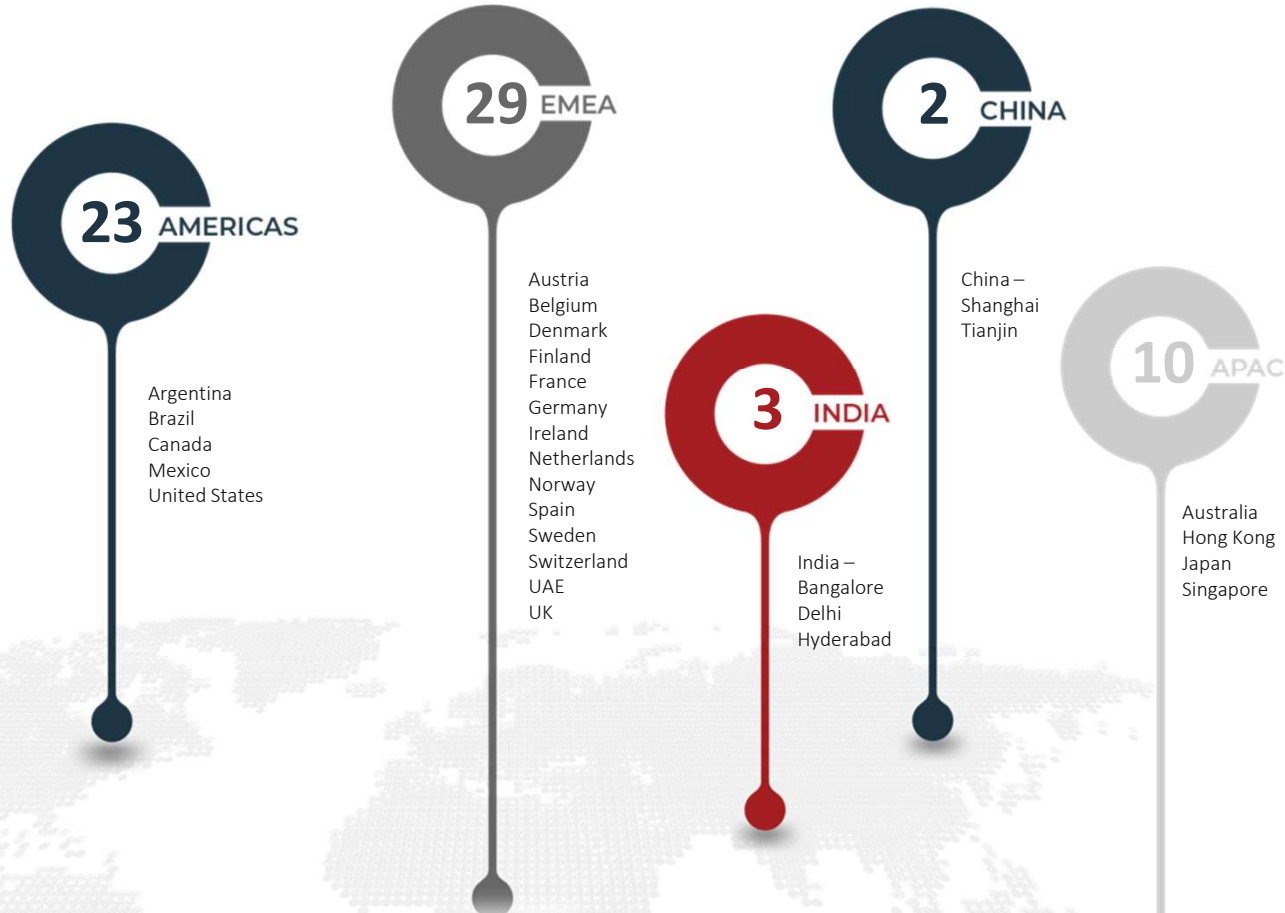 23 AMERICAS
Argentina
Brazil
Canada
Mexico
United States
29 EMEA
Austria
Belgium
Denmark
Finland
France
Germany
Ireland
Netherlands
Norway
Spain
Sweden
Switzerland
UAE
UK
3 INDIA
India –
Bangalore
Delhi
Hyderabad
2 CHINA
China –
Shanghai
Tianjin
10 APAC
Australia
Hong Kong
Japan
Singapore